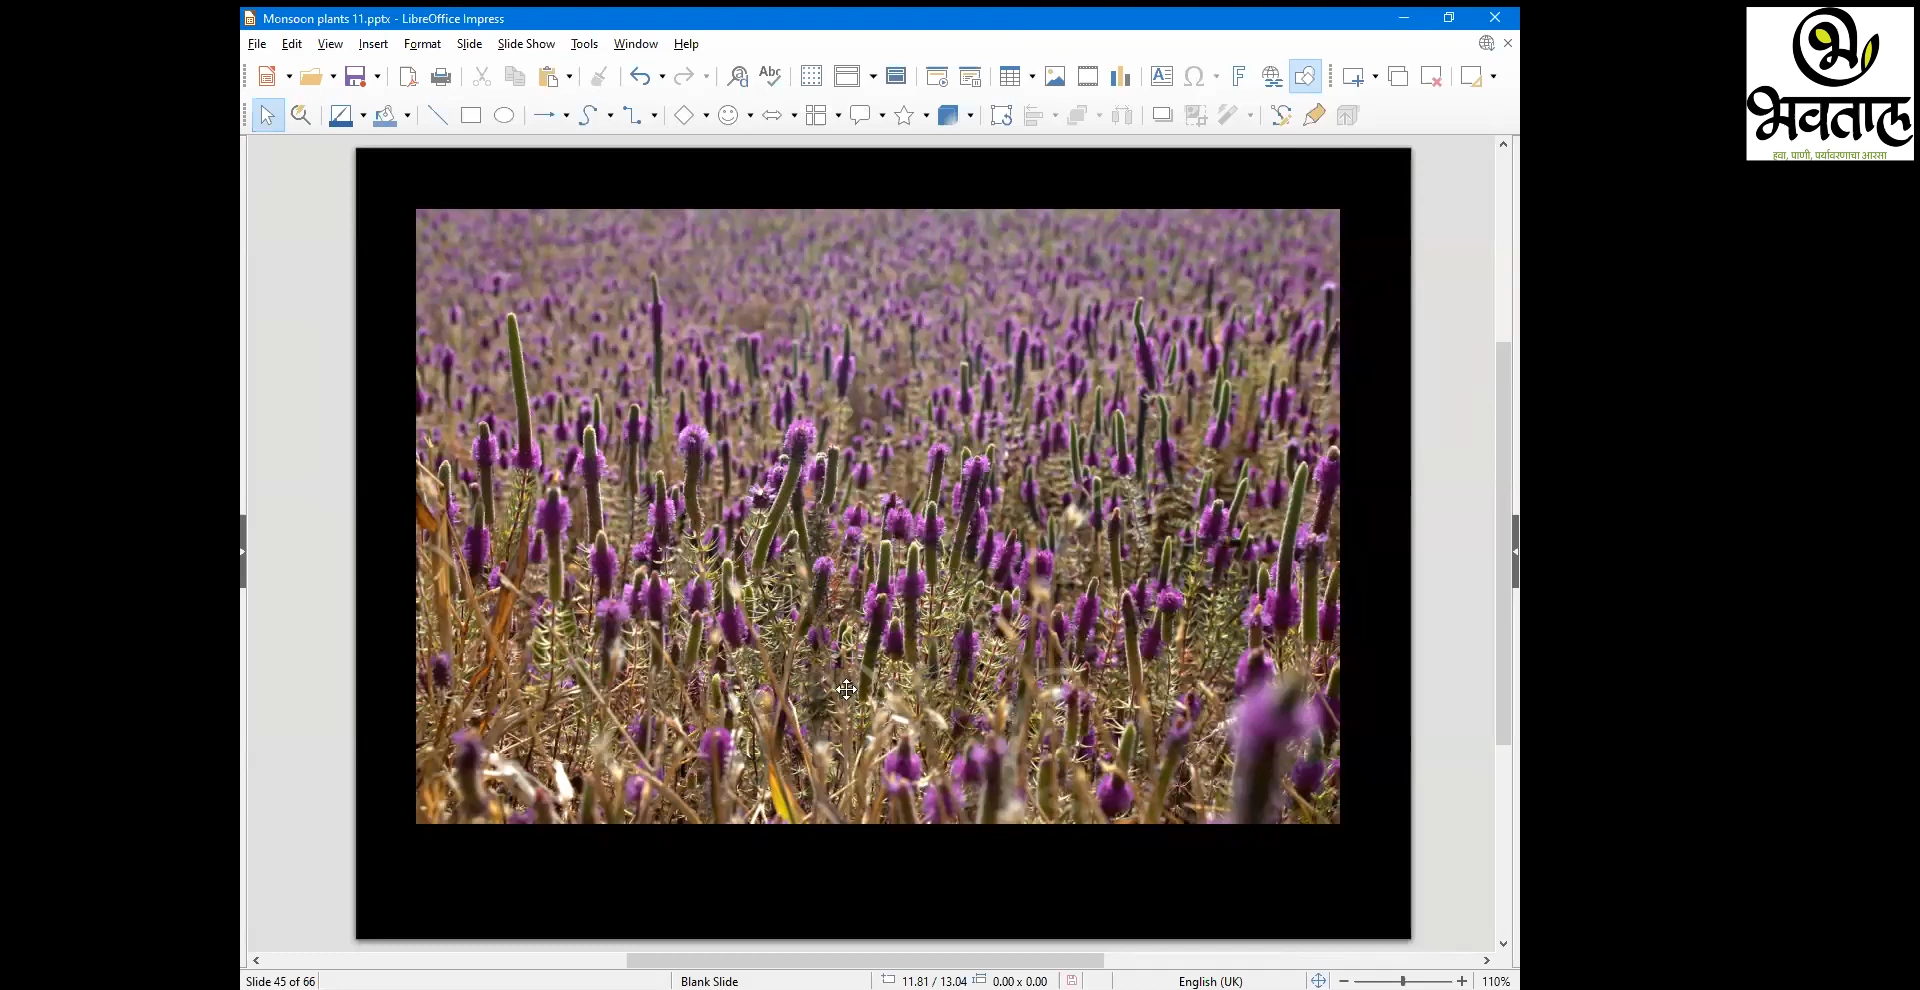 Monsoon plants 11.pptx - LibreOffice Impress
File Edit View Insert Format Slide Slide Show Tools Window Help
Abc
भवताल
हवा, पाणी, पर्यावरणाचा आरसा
Slide 45 of 66 Blank Slide 11.81 / 13.04 0.00 x 0.00 English (UK) 110%